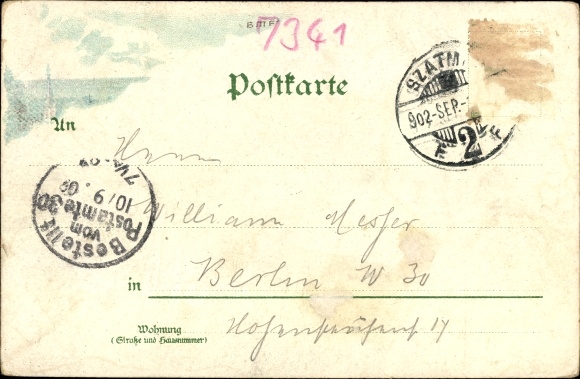 7341
Postkarte
SZATM
902-SEP.-
2
F F
An
Herrn
William Messer
in Berlin W 30
Wohnung
(Straße und Hausnummer)
Hohenstaufenstr 17
Bestellt
vom
Postamte 30
10/9.02
7